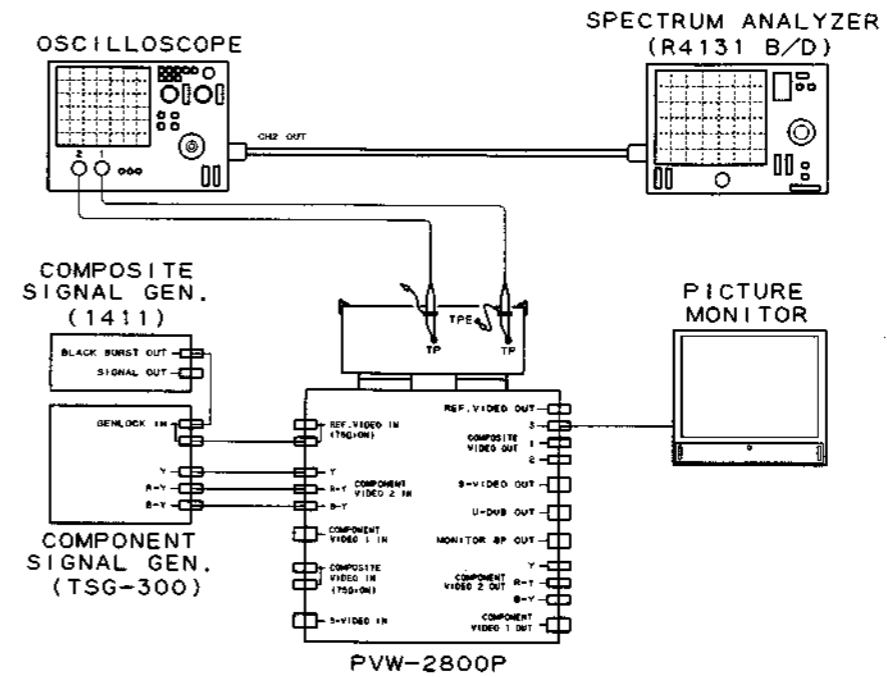 OSCILLOSCOPE
SPECTRUM ANALYZER
(R4131 B/D)
CH2 OUT
2 1
COMPOSITE
SIGNAL GEN.
(1411)
BLACK BURST OUT
SIGNAL OUT
GENLOCK IN
Y
R-Y
B-Y
COMPONENT
SIGNAL GEN.
(TSG-300)
TPE
TP
TP
PICTURE
MONITOR
REF. VIDEO IN
(75Ω:ON)
Y
R-Y
B-Y
COMPONENT
VIDEO 2 IN
COMPONENT
VIDEO 1 IN
COMPOSITE
VIDEO IN
(75Ω:ON)
S-VIDEO IN
REF. VIDEO OUT
3
COMPOSITE
VIDEO OUT
1
2
S-VIDEO OUT
U-DUB OUT
MONITOR 8P OUT
Y
COMPONENT
VIDEO 2 OUT
R-Y
B-Y
COMPONENT
VIDEO 1 OUT
PVW-2800P